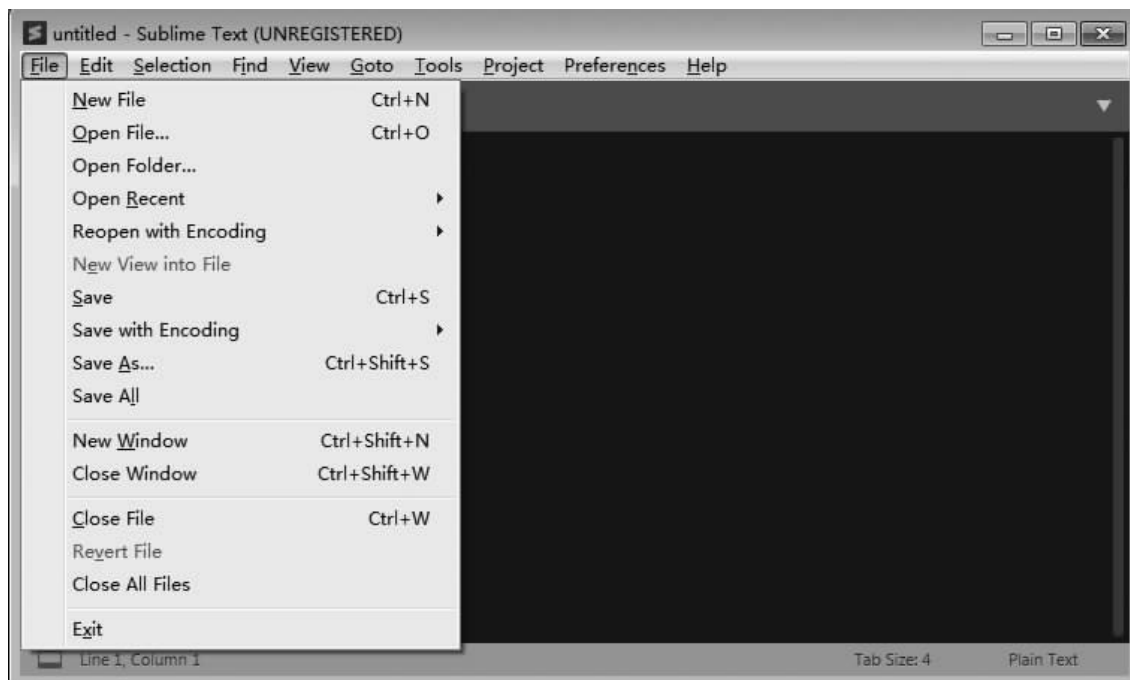 untitled - Sublime Text (UNREGISTERED)
File Edit Selection Find View Goto Tools Project Preferences Help
New File Ctrl+N
Open File... Ctrl+O
Open Folder...
Open Recent
Reopen with Encoding
New View into File
Save Ctrl+S
Save with Encoding
Save As... Ctrl+Shift+S
Save All
New Window Ctrl+Shift+N
Close Window Ctrl+Shift+W
Close File Ctrl+W
Revert File
Close All Files
Exit
Line 1, Column 1 Tab Size: 4 Plain Text